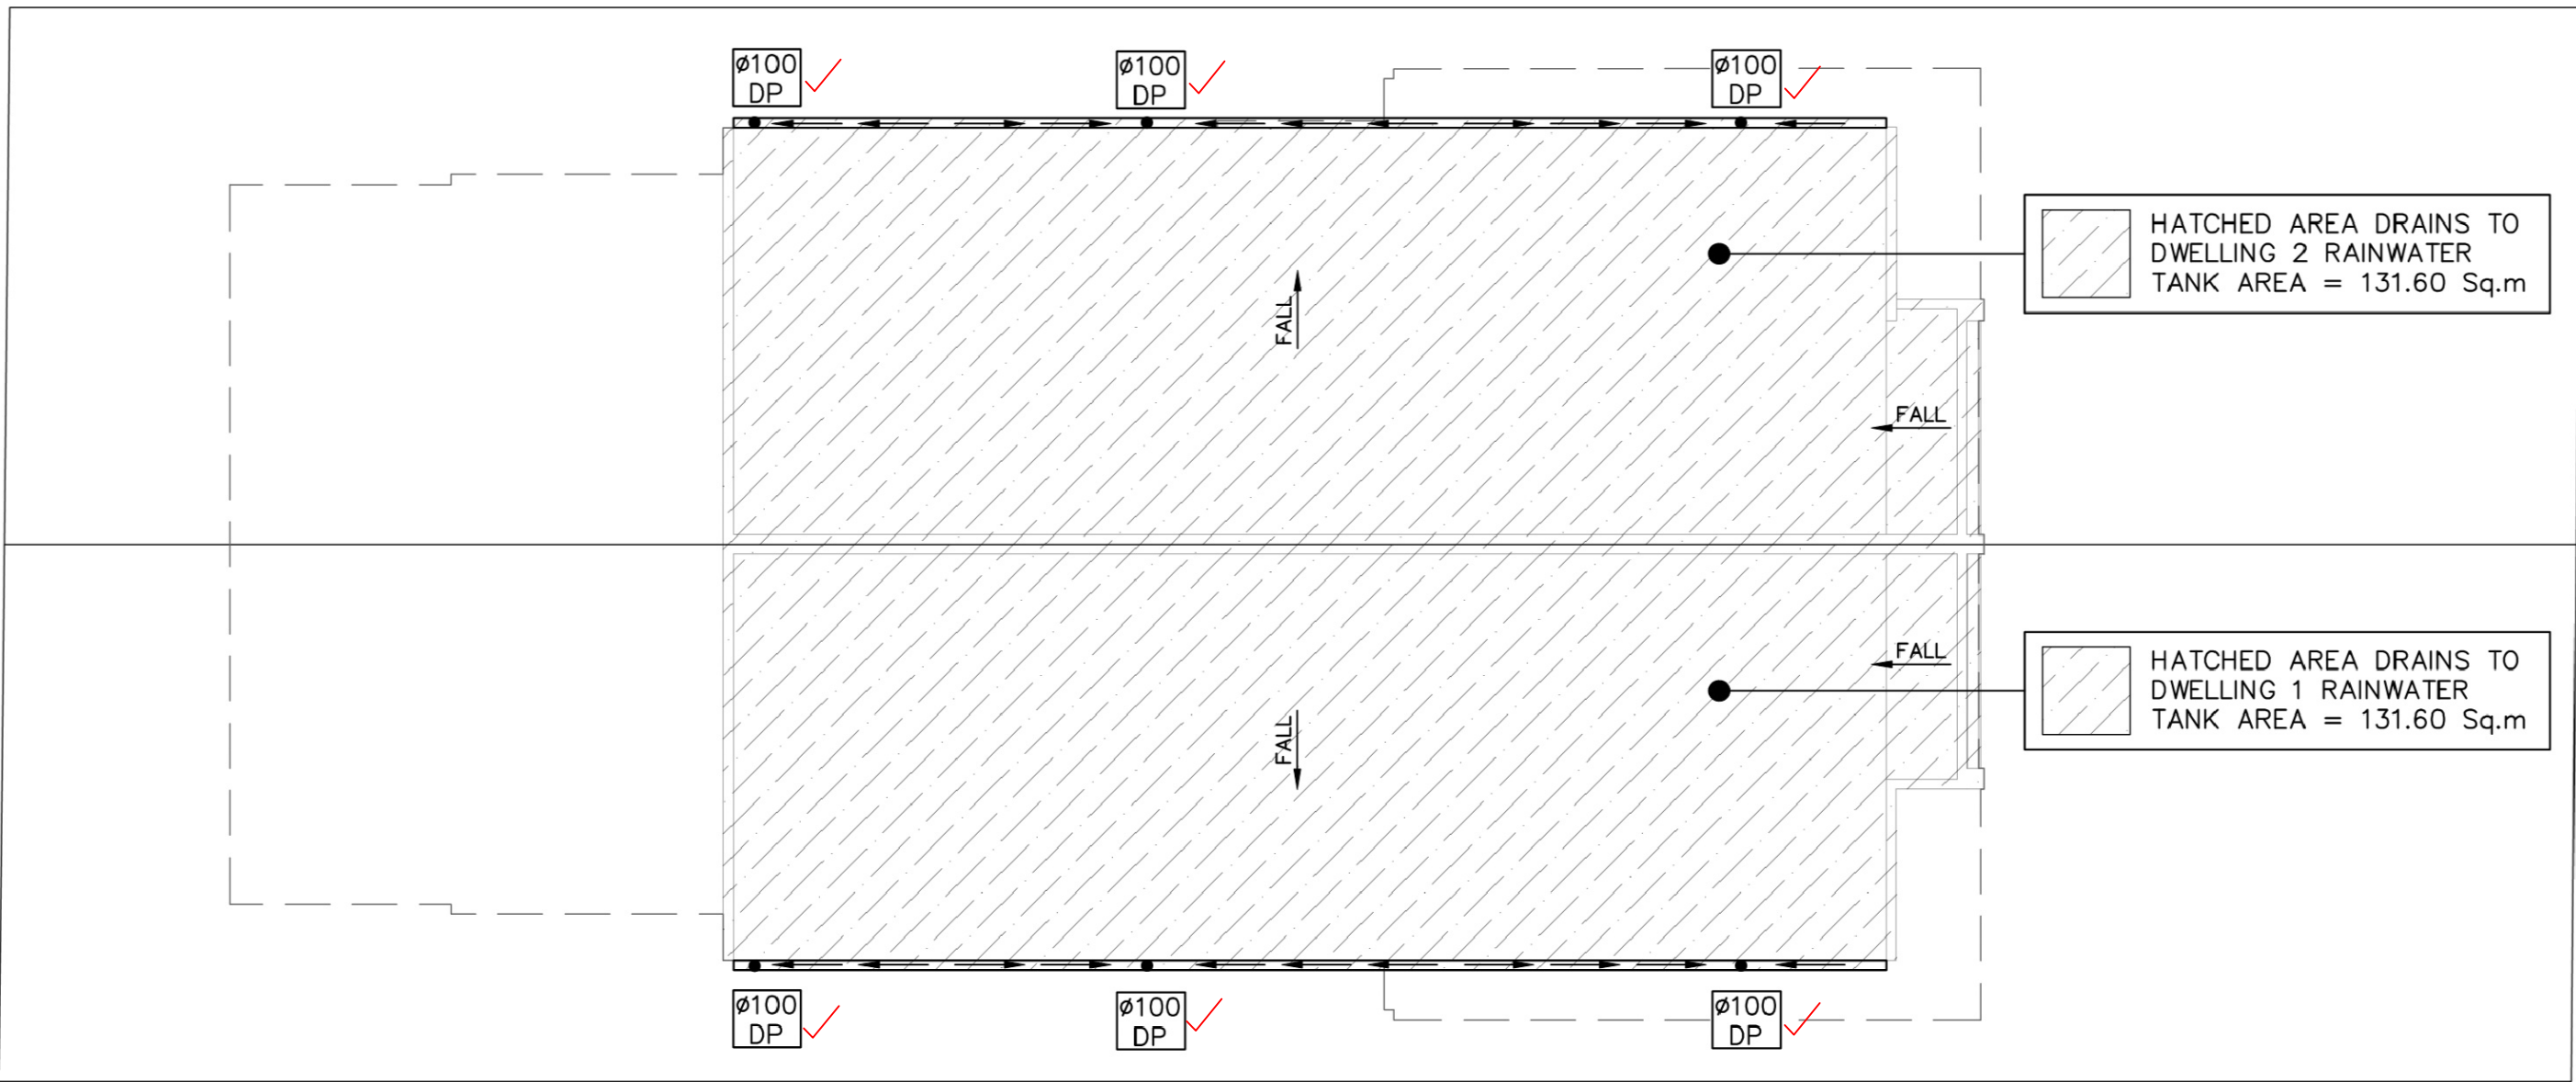 ø100
DP
ø100
DP
ø100
DP
HATCHED AREA DRAINS TO
DWELLING 2 RAINWATER
TANK AREA = 131.60 Sq.m
FALL
FALL
FALL
HATCHED AREA DRAINS TO
DWELLING 1 RAINWATER
TANK AREA = 131.60 Sq.m
FALL
ø100
DP
ø100
DP
ø100
DP